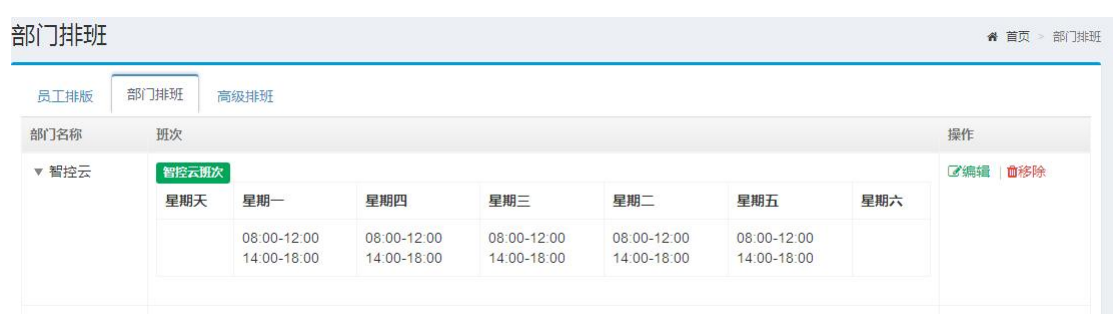 部门排班
首页 > 部门排班
员工排版 部门排班 高级排班
部门名称 班次 操作
▼ 智控云 智控云班次 编辑 | 移除
星期天 星期一 星期四 星期三 星期二 星期五 星期六
08:00-12:00 08:00-12:00 08:00-12:00 08:00-12:00 08:00-12:00
14:00-18:00 14:00-18:00 14:00-18:00 14:00-18:00 14:00-18:00